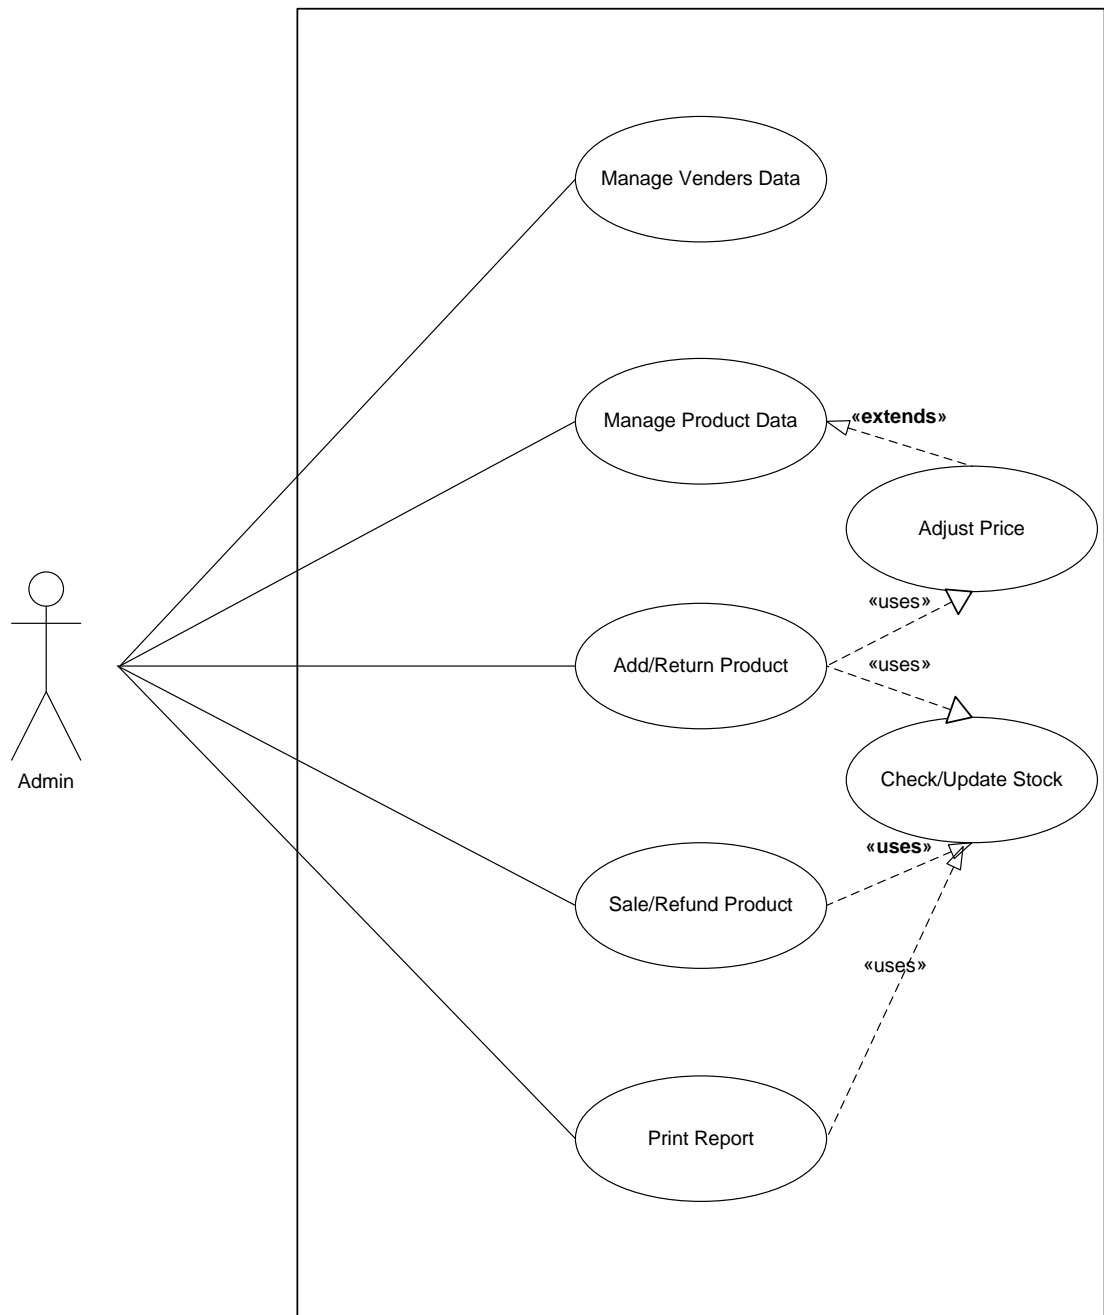 Manage Venders Data
Manage Product Data
«extends»
Adjust Price
«uses»
Add/Return Product
«uses»
Admin
Check/Update Stock
«uses»
Sale/Refund Product
«uses»
Print Report